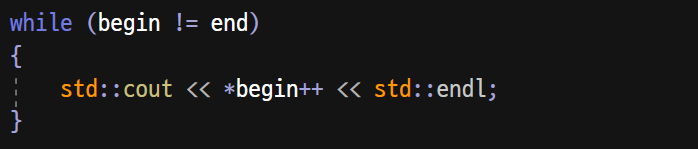 while (begin != end)
{
    std::cout << *begin++ << std::endl;
}